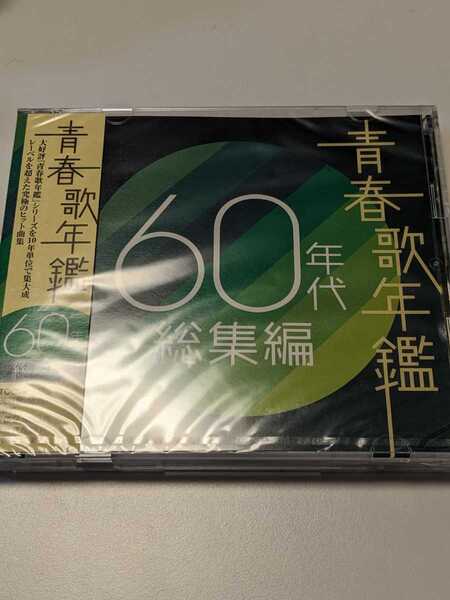 青春歌年鑑
大好評「青春歌年鑑」シリーズを10年単位で集大成
レーベルを超えた究極のヒット曲集
60
青春歌年鑑
60年代
総集編